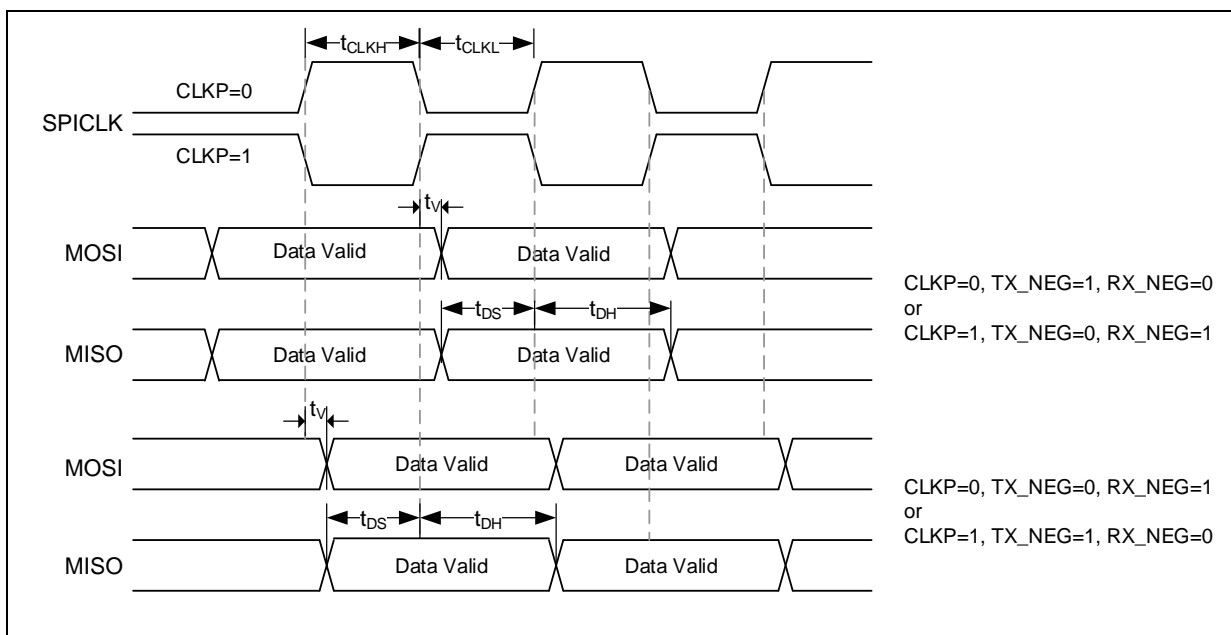 tCLKH tCLKL
CLKP=0
SPICLK
CLKP=1
tV
MOSI Data Valid Data Valid
CLKP=0, TX_NEG=1, RX_NEG=0
or
CLKP=1, TX_NEG=0, RX_NEG=1
tDS tDH
MISO Data Valid Data Valid
tV
MOSI Data Valid Data Valid
CLKP=0, TX_NEG=0, RX_NEG=1
or
CLKP=1, TX_NEG=1, RX_NEG=0
tDS tDH
MISO Data Valid Data Valid